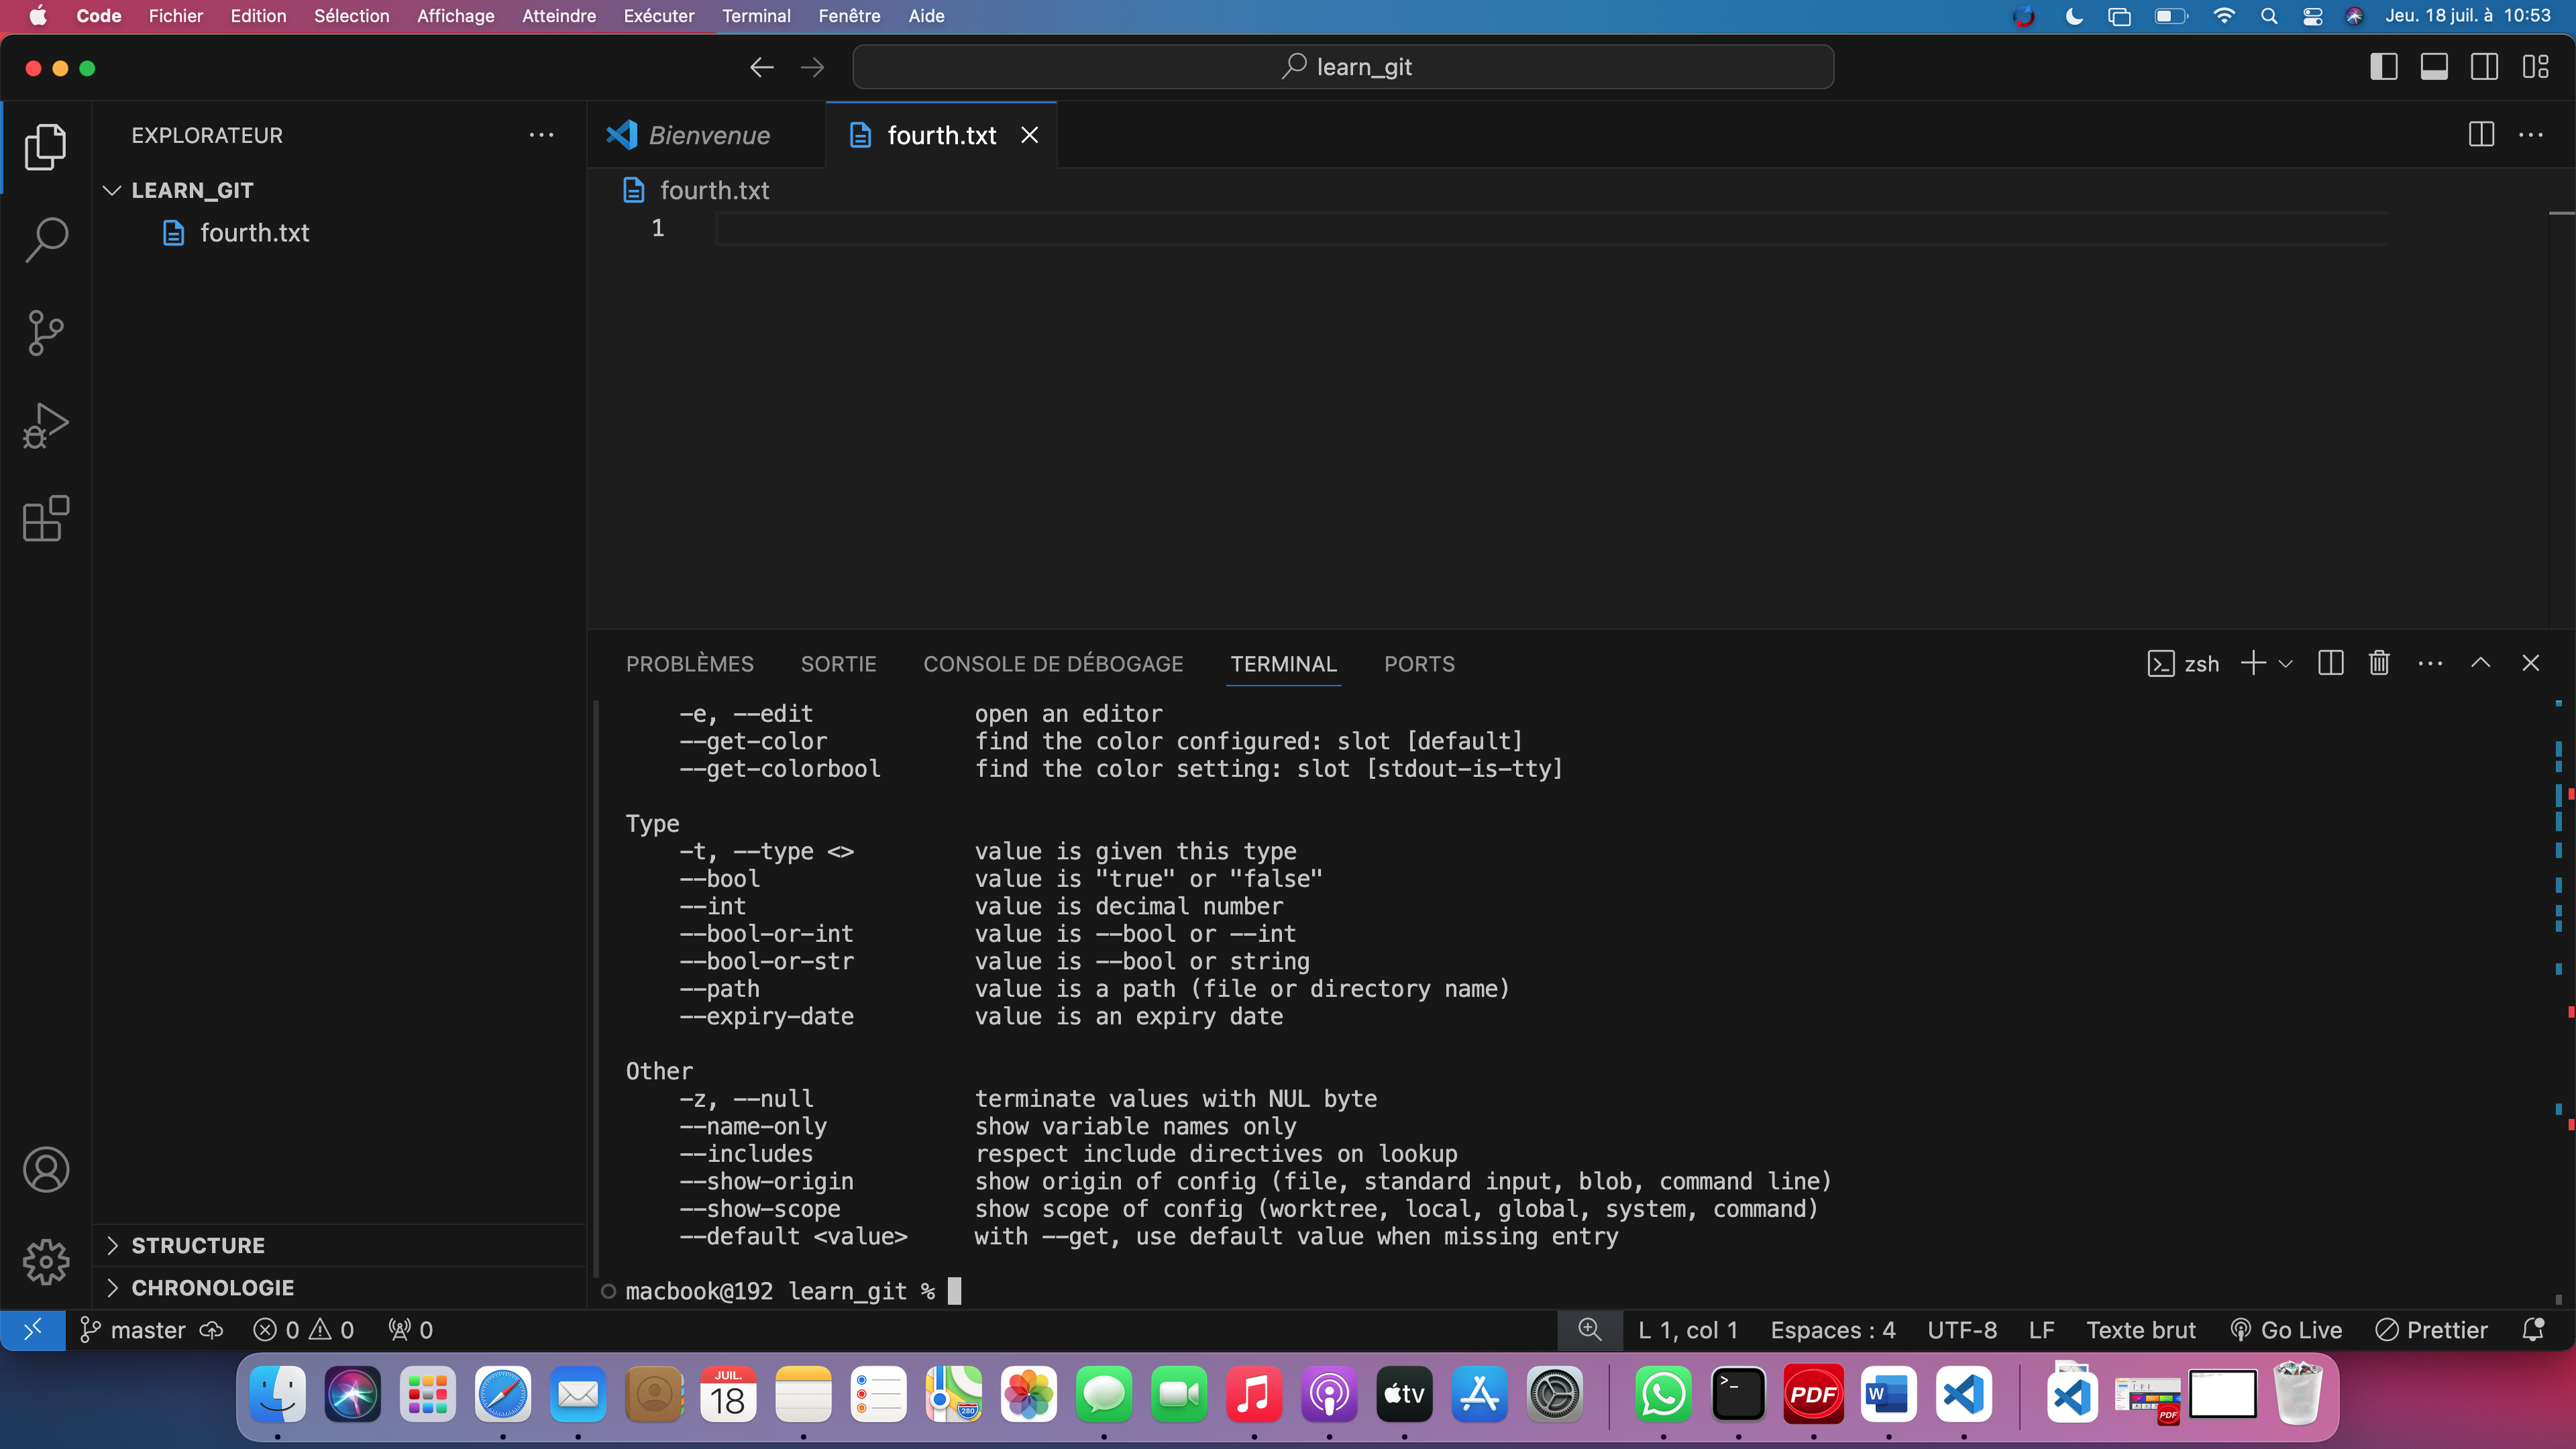 Code Fichier Edition Sélection Affichage Atteindre Exécuter Terminal Fenêtre Aide Jeu. 18 juil. à 10:53
learn_git
EXPLORATEUR
Bienvenue fourth.txt
LEARN_GIT
fourth.txt
fourth.txt
1
PROBLÈMES SORTIE CONSOLE DE DÉBOGAGE TERMINAL PORTS zsh
-e, --edit open an editor
--get-color find the color configured: slot [default]
--get-colorbool find the color setting: slot [stdout-is-tty]
Type
-t, --type <> value is given this type
--bool value is "true" or "false"
--int value is decimal number
--bool-or-int value is --bool or --int
--bool-or-str value is --bool or string
--path value is a path (file or directory name)
--expiry-date value is an expiry date
Other
-z, --null terminate values with NUL byte
--name-only show variable names only
--includes respect include directives on lookup
--show-origin show origin of config (file, standard input, blob, command line)
--show-scope show scope of config (worktree, local, global, system, command)
--default <value> with --get, use default value when missing entry
macbook@192 learn_git %
STRUCTURE
CHRONOLOGIE
master 0 0 0 L 1, col 1 Espaces : 4 UTF-8 LF Texte brut Go Live Prettier
JUIL.
18
280
tv
>_
PDF
W
PDF